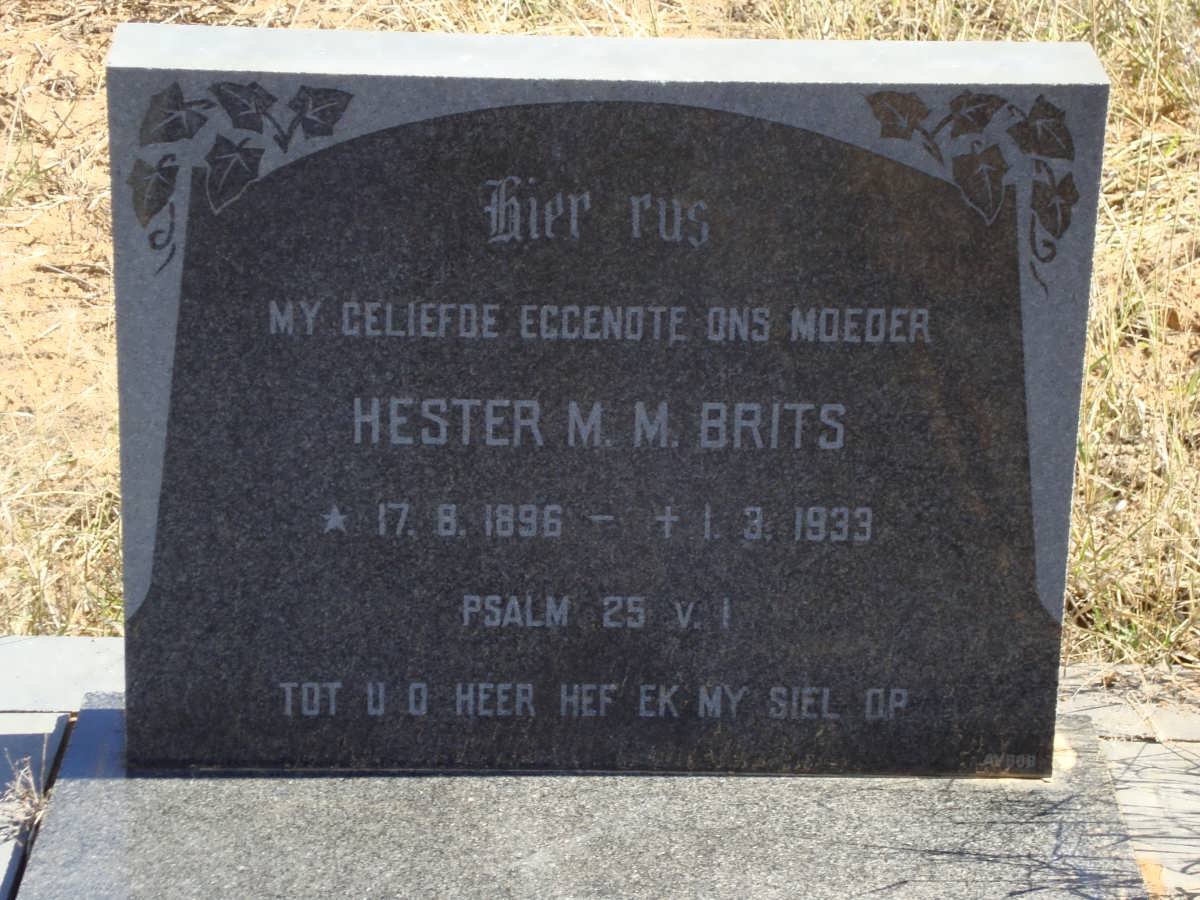 Hier rus
MY GELIEFDE EGGENOTE ONS MOEDER
HESTER M. M. BRITS
★ 17. 8. 1896 – + 1. 3. 1933
PSALM 25 V. 1
TOT U O HEER HEF EK MY SIEL OP